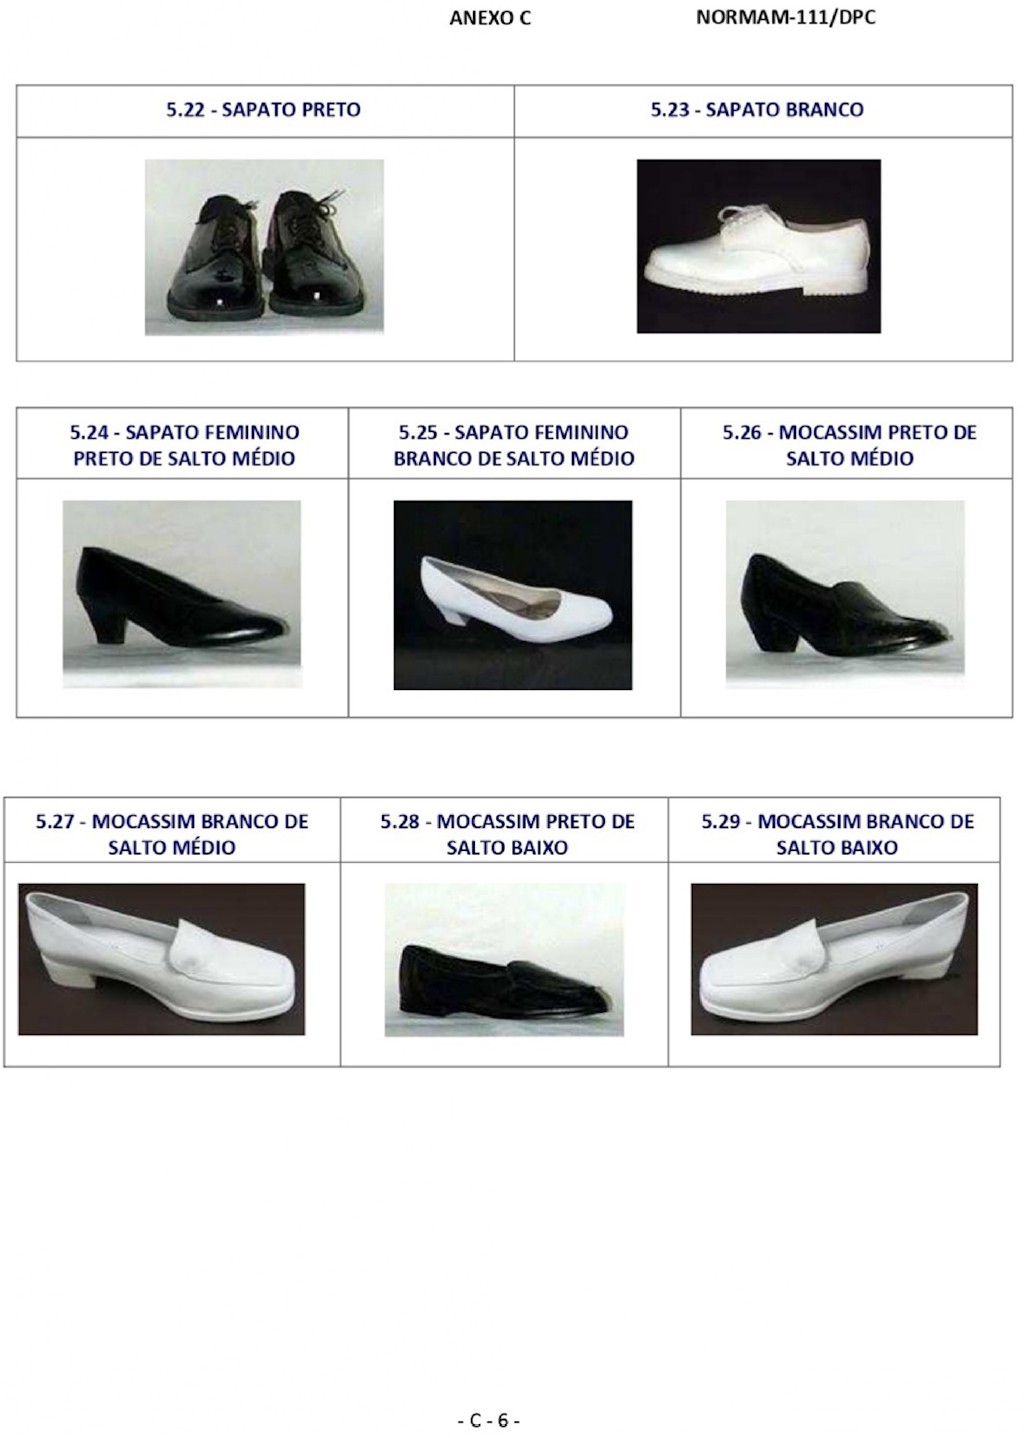 ANEXO C NORMAM-111/DPC
5.22 - SAPATO PRETO
5.23 - SAPATO BRANCO
5.24 - SAPATO FEMININO
PRETO DE SALTO MÉDIO
5.25 - SAPATO FEMININO
BRANCO DE SALTO MÉDIO
5.26 - MOCASSIM PRETO DE
SALTO MÉDIO
5.27 - MOCASSIM BRANCO DE
SALTO MÉDIO
5.28 - MOCASSIM PRETO DE
SALTO BAIXO
5.29 - MOCASSIM BRANCO DE
SALTO BAIXO
- C - 6 -